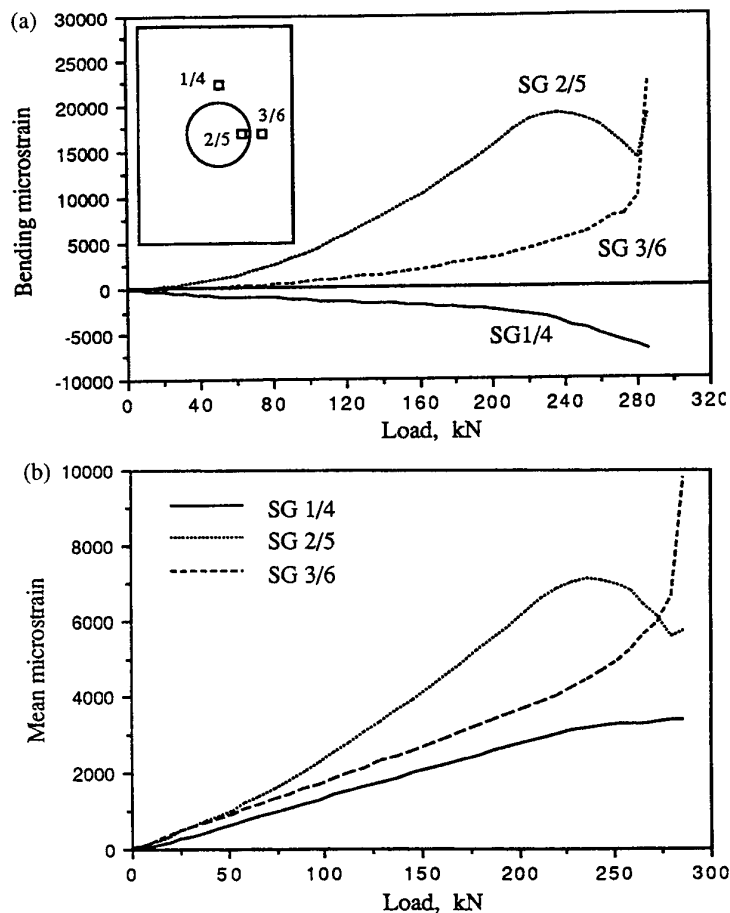 (a)
30000
25000
20000
15000
10000
5000
0
-5000
-10000
Bending microstrain
1/4
2/5
3/6
SG 2/5
SG 3/6
SG1/4
0 40 80 120 160 200 240 280 320
Load, kN
(b)
10000
8000
6000
4000
2000
0
Mean microstrain
SG 1/4
SG 2/5
SG 3/6
0 50 100 150 200 250 300
Load, kN